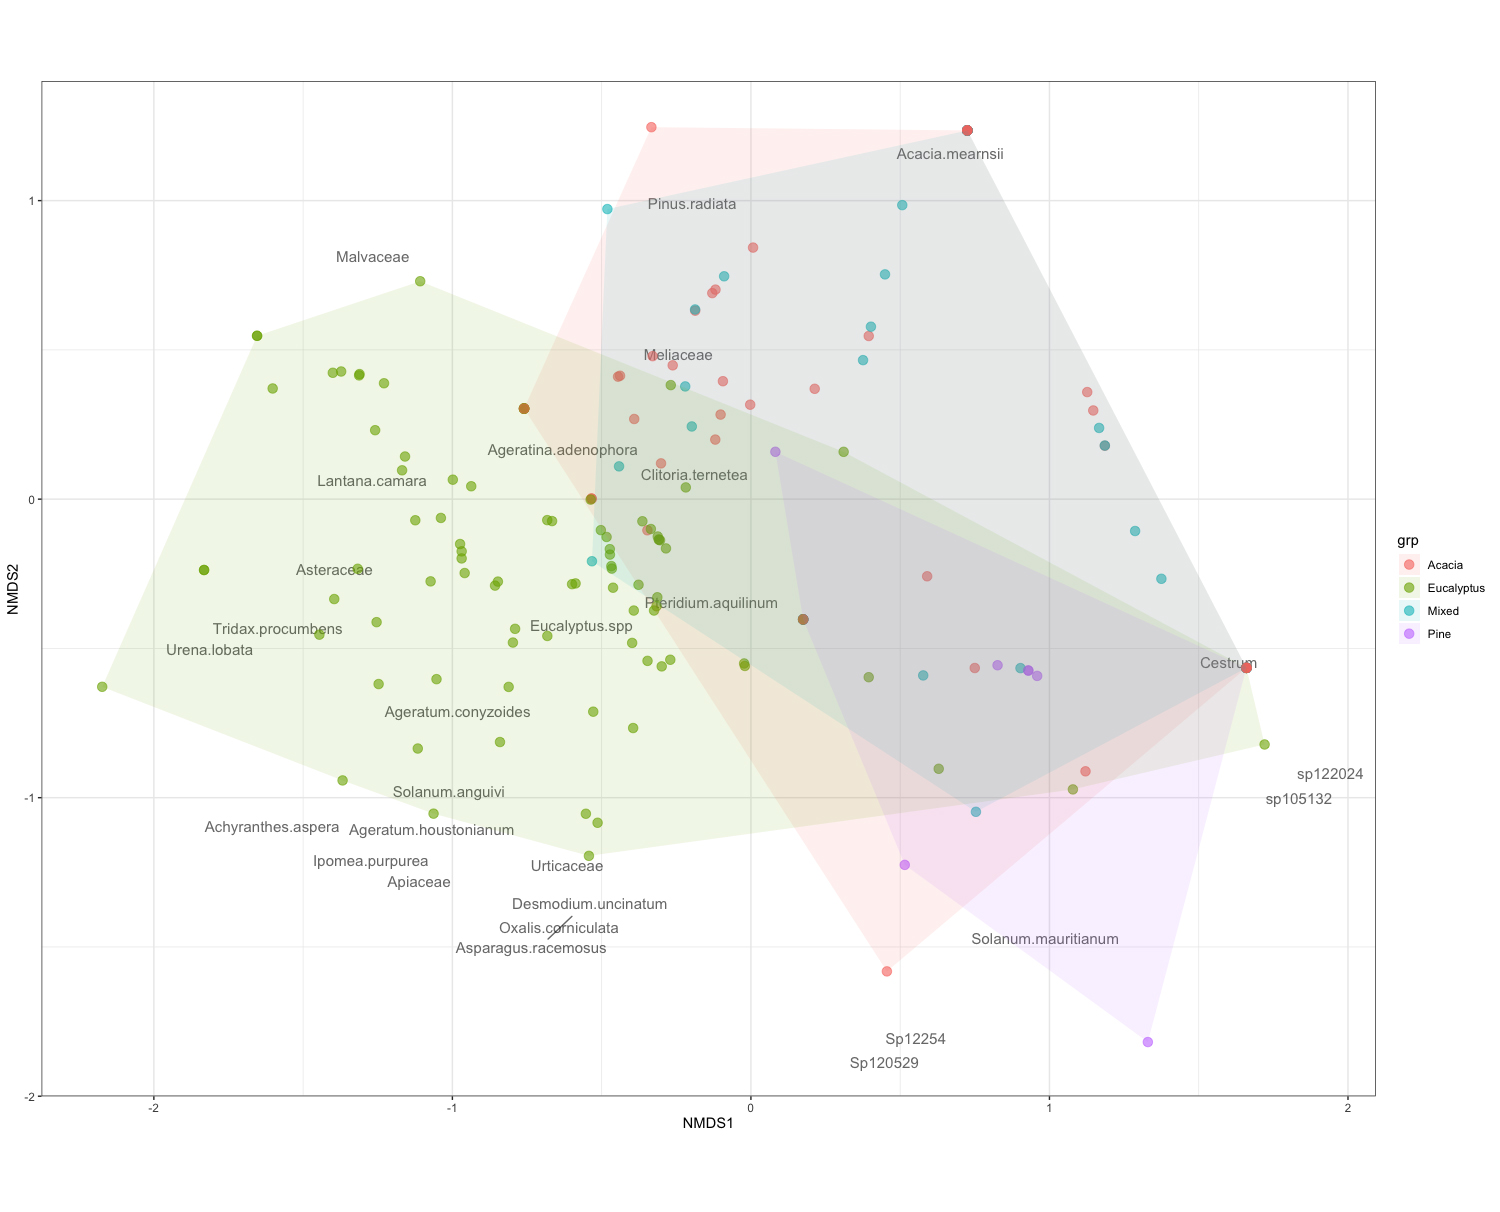 Acacia.mearnsii
Pinus.radiata
Malvaceae
Meliaceae
Ageratina.adenophora
Clitoria.ternetea
Lantana.camara
Asteraceae
Pteridium.aquilinum
Tridax.procumbens
Eucalyptus.spp
Urena.lobata
Cestrum
Ageratum.conyzoides
sp122024
Solanum.anguivi
sp105132
Achyranthes.aspera
Ageratum.houstonianum
Ipomea.purpurea
Urticaceae
Apiaceae
Desmodium.uncinatum
Oxalis.corniculata
Solanum.mauritianum
Asparagus.racemosus
Sp12254
Sp120529
1
0
-1
-2
NMDS2
-2
-1
0
1
2
NMDS1
grp
Acacia
Eucalyptus
Mixed
Pine